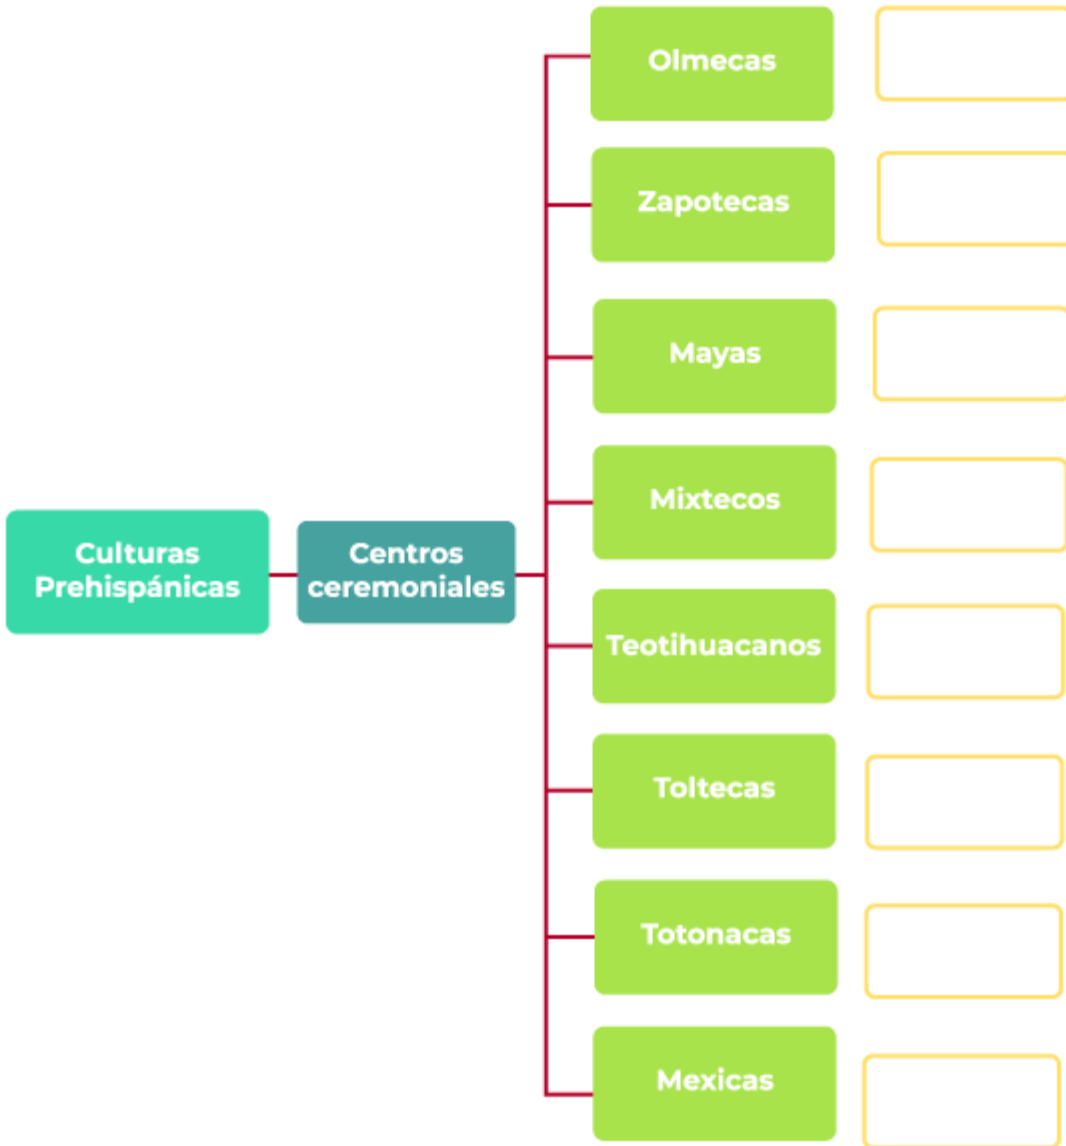 Culturas
Prehispánicas
Centros
ceremoniales
Olmecas
Zapotecas
Mayas
Mixtecos
Teotihuacanos
Toltecas
Totonacas
Mexicas